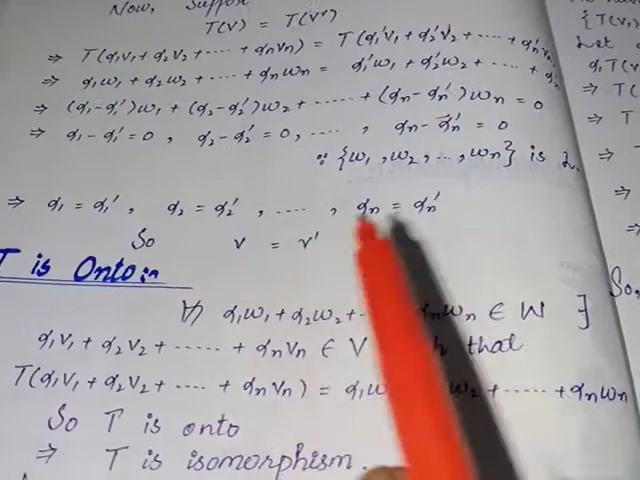 Now, Suppose
T(v) = T(v')
⇒ T(α₁v₁ + α₂v₂ + ····· + αₙvₙ) = T(α₁'v₁ + α₂'v₂ + ···· + αₙ'vₙ
⇒ α₁w₁ + α₂w₂ + ····· + αₙwₙ = α₁'w₁ + α₂'w₂ + ····· +
⇒ (α₁-α₁')w₁ + (α₂-α₂')w₂ + ······ + (αₙ-αₙ')wₙ = 0
⇒ α₁-α₁' = 0 , α₂-α₂' = 0, ···· , αₙ-αₙ' = 0
∵ {w₁, w₂, .., wₙ} is L.
⇒ α₁ = α₁' , α₂ = α₂' , ···· , αₙ = αₙ'
So v = v'
T is Onto:
∀ α₁w₁ + α₂w₂ + αₙwₙ ∈ W ∃
α₁v₁ + α₂v₂ + ····· + αₙvₙ ∈ V that
T(α₁v₁ + α₂v₂ + ···· + αₙvₙ) = α₁w w₂ + ····· + αₙwₙ
So T is onto
⇒ T is isomorphism.
{T(v₁)
Let
α₁T(v₁
⇒ T(
⇒ T
⇒
⇒
⇒
So,